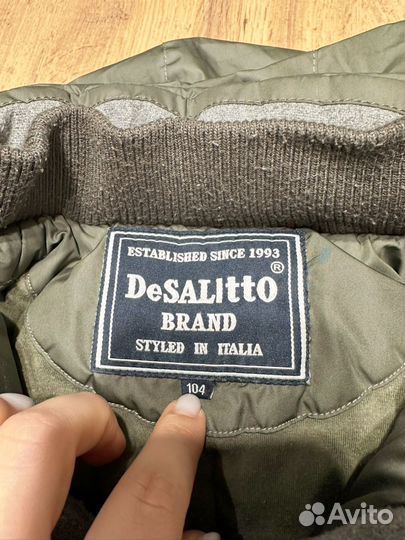 ESTABLISHED SINCE 1993
DeSALItto ®
BRAND
STYLED IN ITALIA
104
Avito